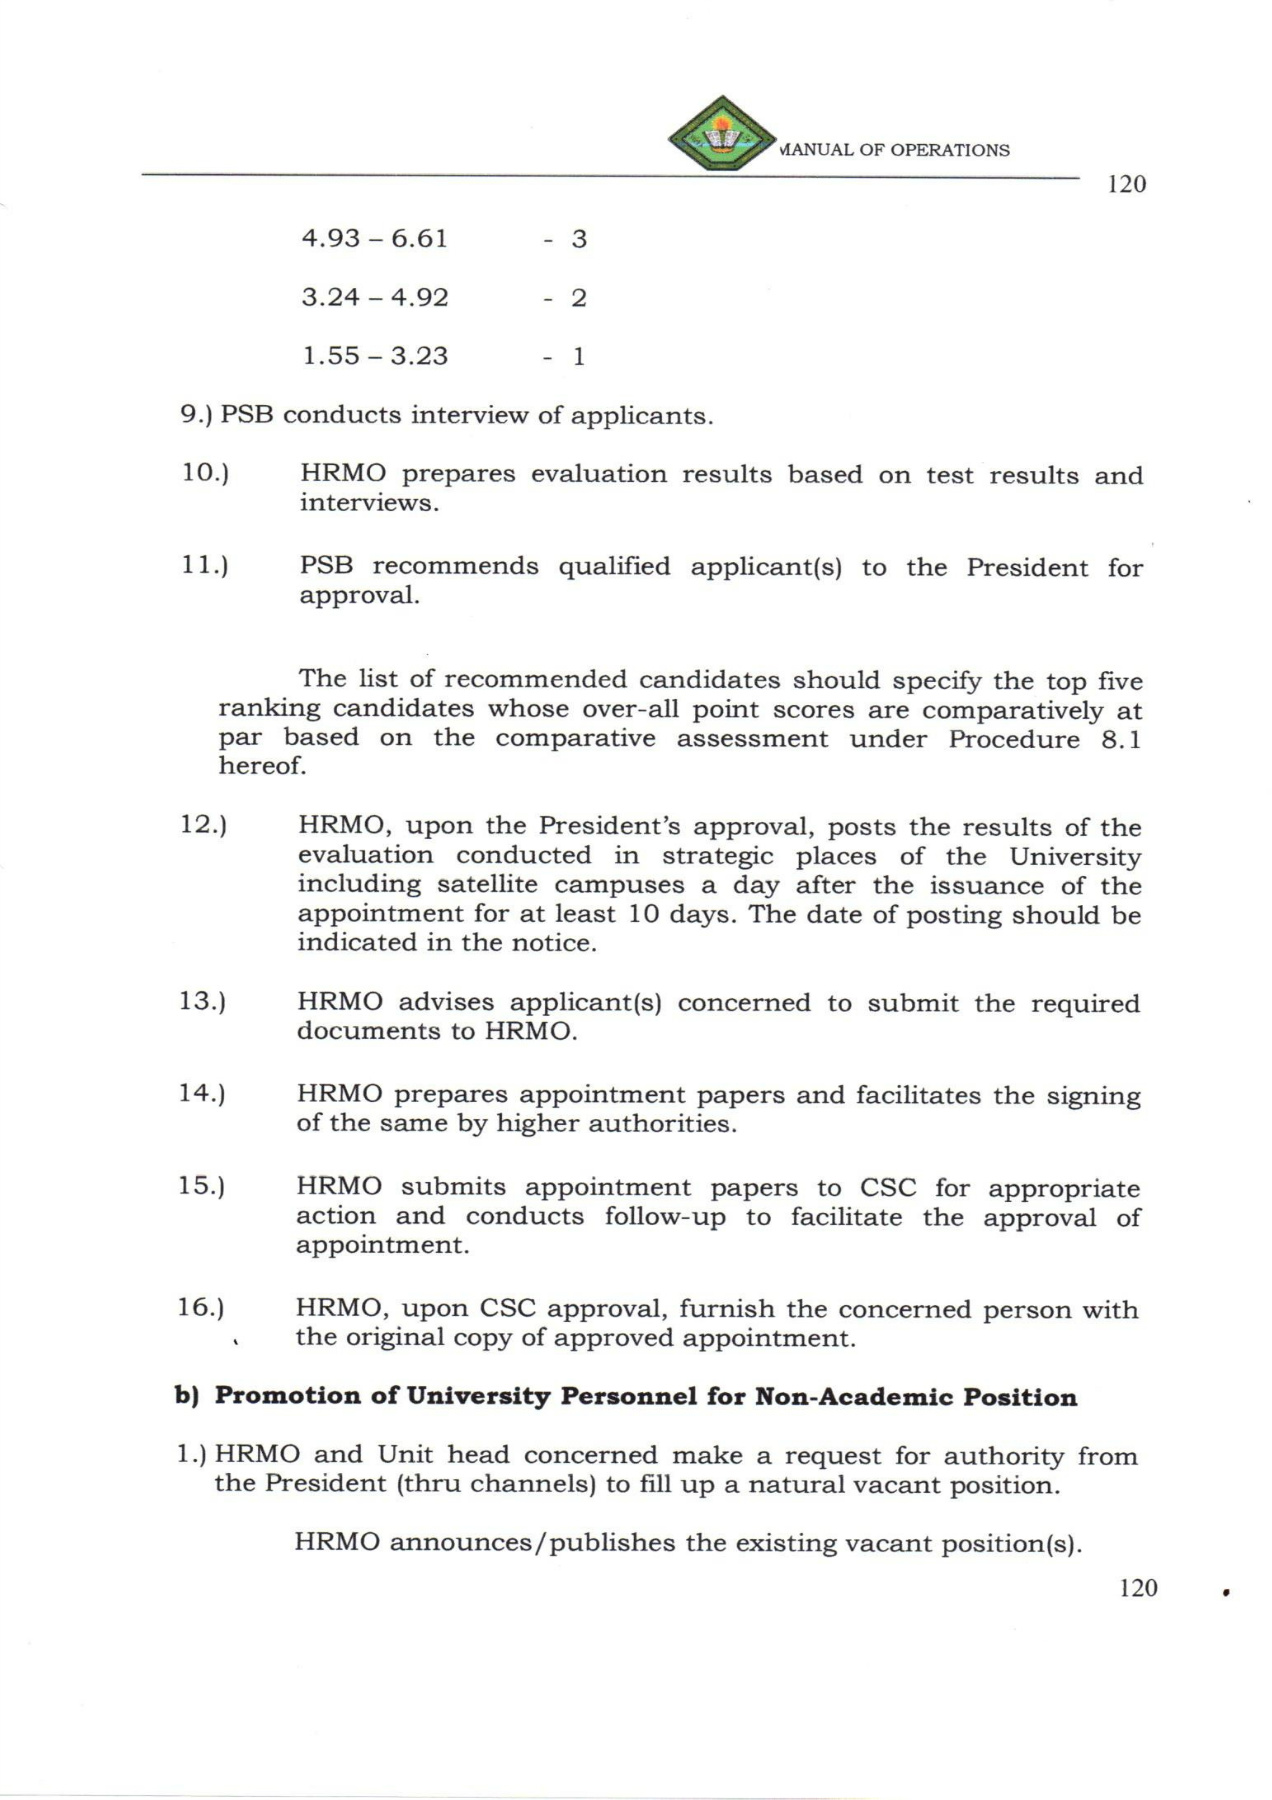 MANUAL OF OPERATIONS
120
4.93 – 6.61 - 3
3.24 – 4.92 - 2
1.55 – 3.23 - 1
9.) PSB conducts interview of applicants.
10.) HRMO prepares evaluation results based on test results and
interviews.
11.) PSB recommends qualified applicant(s) to the President for
approval.
The list of recommended candidates should specify the top five
ranking candidates whose over-all point scores are comparatively at
par based on the comparative assessment under Procedure 8.1
hereof.
12.) HRMO, upon the President's approval, posts the results of the
evaluation conducted in strategic places of the University
including satellite campuses a day after the issuance of the
appointment for at least 10 days. The date of posting should be
indicated in the notice.
13.) HRMO advises applicant(s) concerned to submit the required
documents to HRMO.
14.) HRMO prepares appointment papers and facilitates the signing
of the same by higher authorities.
15.) HRMO submits appointment papers to CSC for appropriate
action and conducts follow-up to facilitate the approval of
appointment.
16.) HRMO, upon CSC approval, furnish the concerned person with
the original copy of approved appointment.
b) Promotion of University Personnel for Non-Academic Position
1.) HRMO and Unit head concerned make a request for authority from
the President (thru channels) to fill up a natural vacant position.
HRMO announces/publishes the existing vacant position(s).
120